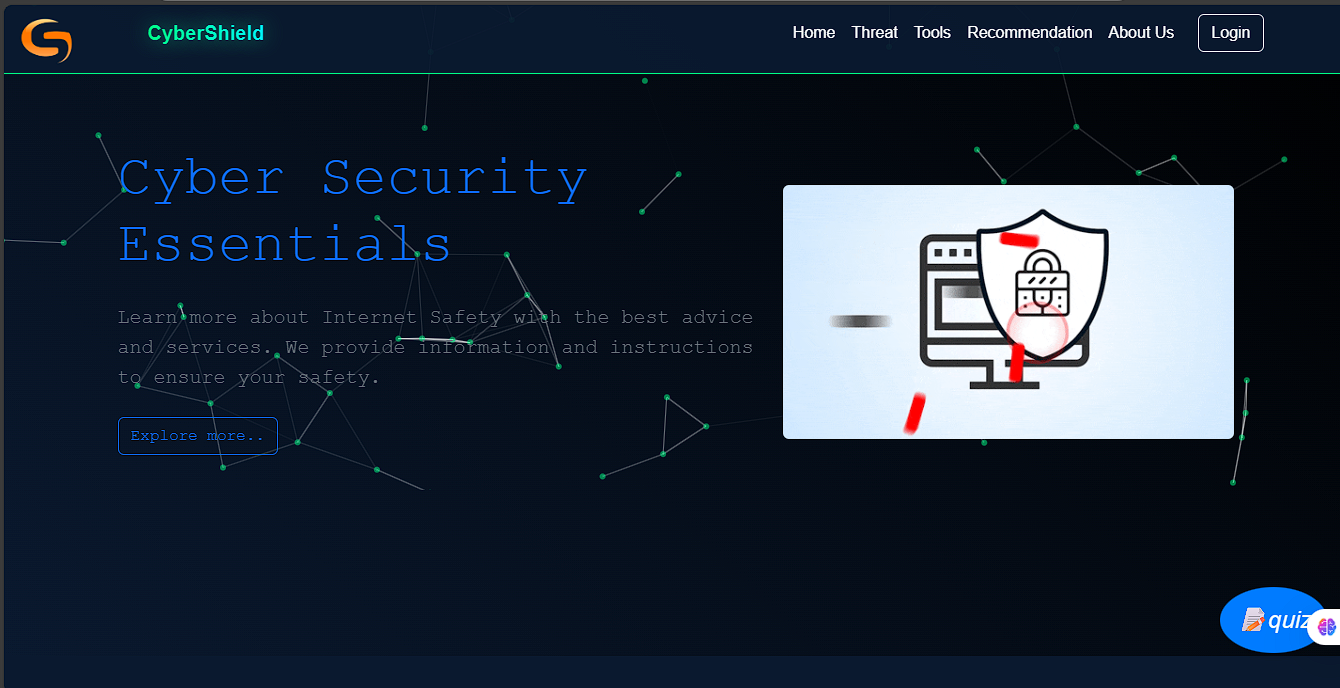 CyberShield
Home Threat Tools Recommendation About Us Login
Cyber Security
Essentials
Learn more about Internet Safety with the best advice
and services. We provide information and instructions
to ensure your safety.
Explore more..
quiz